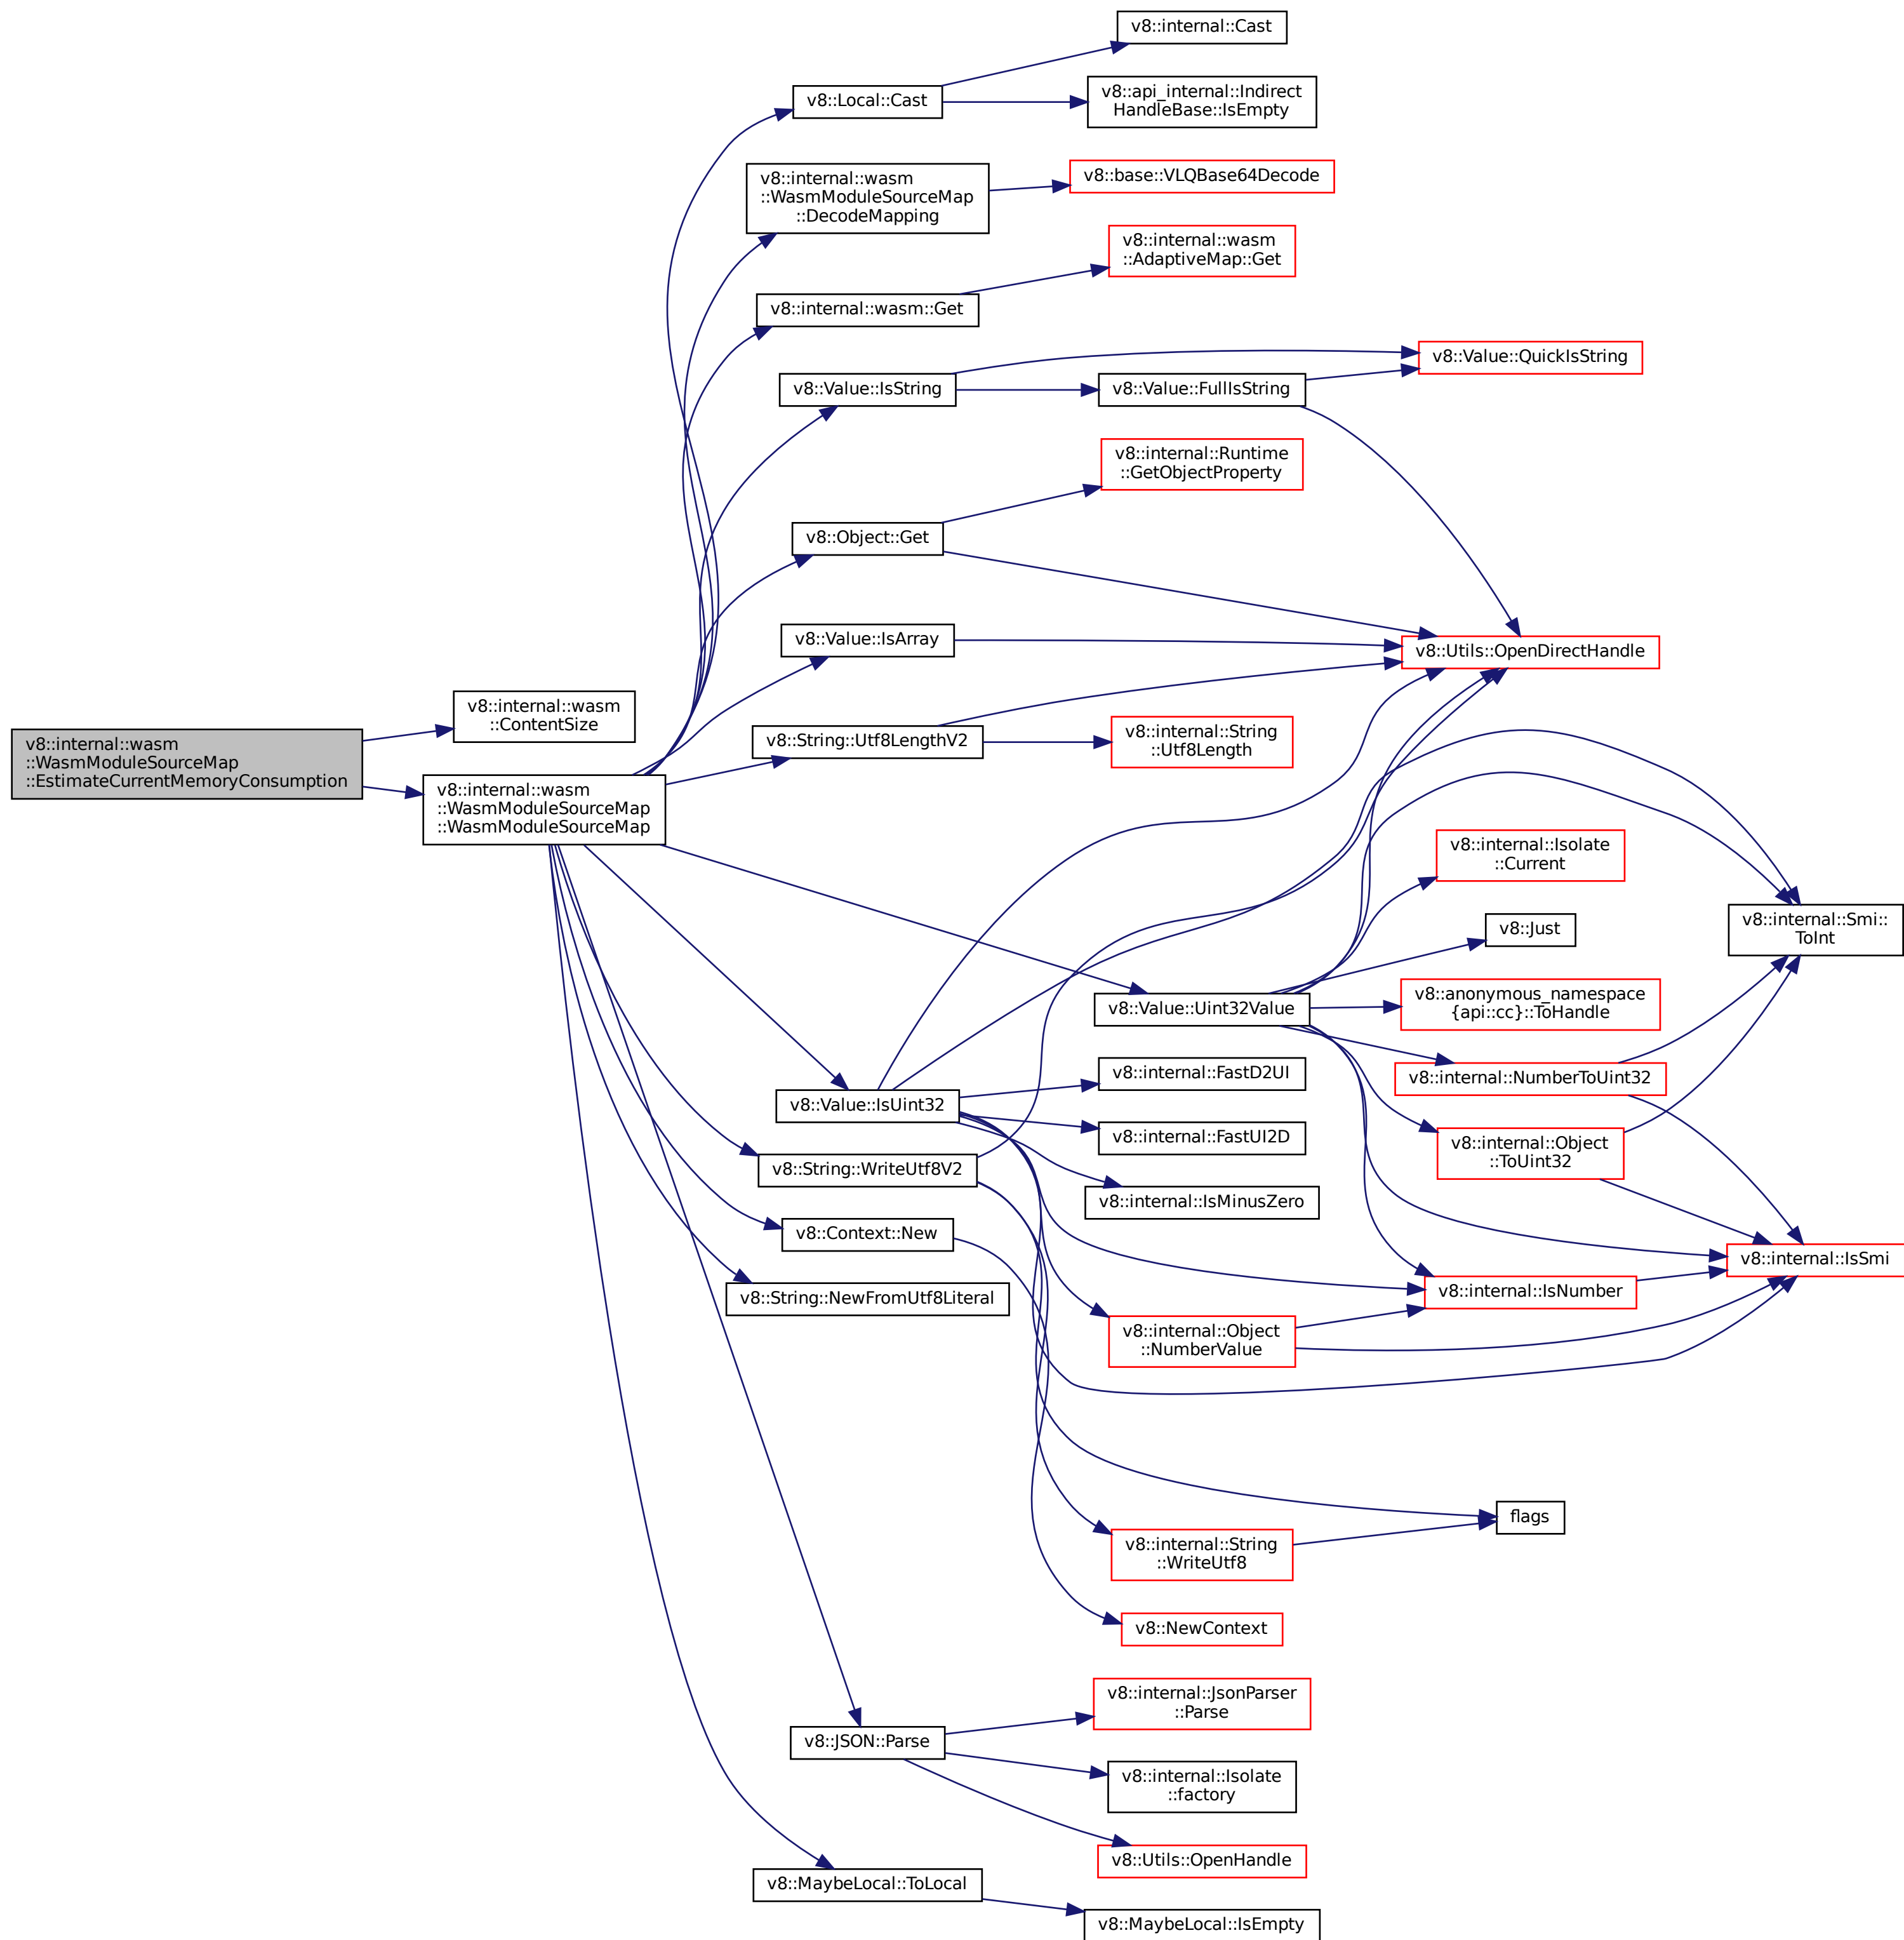 v8::internal::Cast
v8::Local::Cast
v8::api_internal::Indirect
HandleBase::IsEmpty
v8::internal::wasm
::WasmModuleSourceMap
::DecodeMapping
v8::base::VLQBase64Decode
v8::internal::wasm
::AdaptiveMap::Get
v8::internal::wasm::Get
v8::Value::QuickIsString
v8::Value::IsString
v8::Value::FullIsString
v8::internal::Runtime
::GetObjectProperty
v8::Object::Get
v8::Value::IsArray
v8::Utils::OpenDirectHandle
v8::internal::wasm
::ContentSize
v8::String::Utf8LengthV2
v8::internal::String
::Utf8Length
v8::internal::wasm
::WasmModuleSourceMap
::EstimateCurrentMemoryConsumption
v8::internal::wasm
::WasmModuleSourceMap
::WasmModuleSourceMap
v8::internal::Isolate
::Current
v8::Just
v8::internal::Smi::
ToInt
v8::Value::Uint32Value
v8::anonymous_namespace
{api::cc}::ToHandle
v8::internal::FastD2UI
v8::internal::NumberToUint32
v8::Value::IsUint32
v8::internal::FastUI2D
v8::internal::Object
::ToUint32
v8::String::WriteUtf8V2
v8::internal::IsMinusZero
v8::Context::New
v8::internal::IsSmi
v8::String::NewFromUtf8Literal
v8::internal::IsNumber
v8::internal::Object
::NumberValue
flags
v8::internal::String
::WriteUtf8
v8::NewContext
v8::internal::JsonParser
::Parse
v8::JSON::Parse
v8::internal::Isolate
::factory
v8::Utils::OpenHandle
v8::MaybeLocal::ToLocal
v8::MaybeLocal::IsEmpty